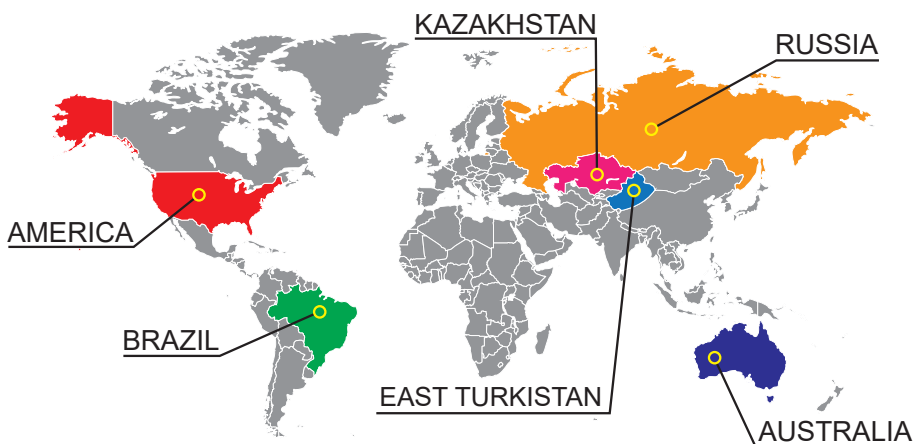 KAZAKHSTAN
RUSSIA
AMERICA
BRAZIL
EAST TURKISTAN
AUSTRALIA